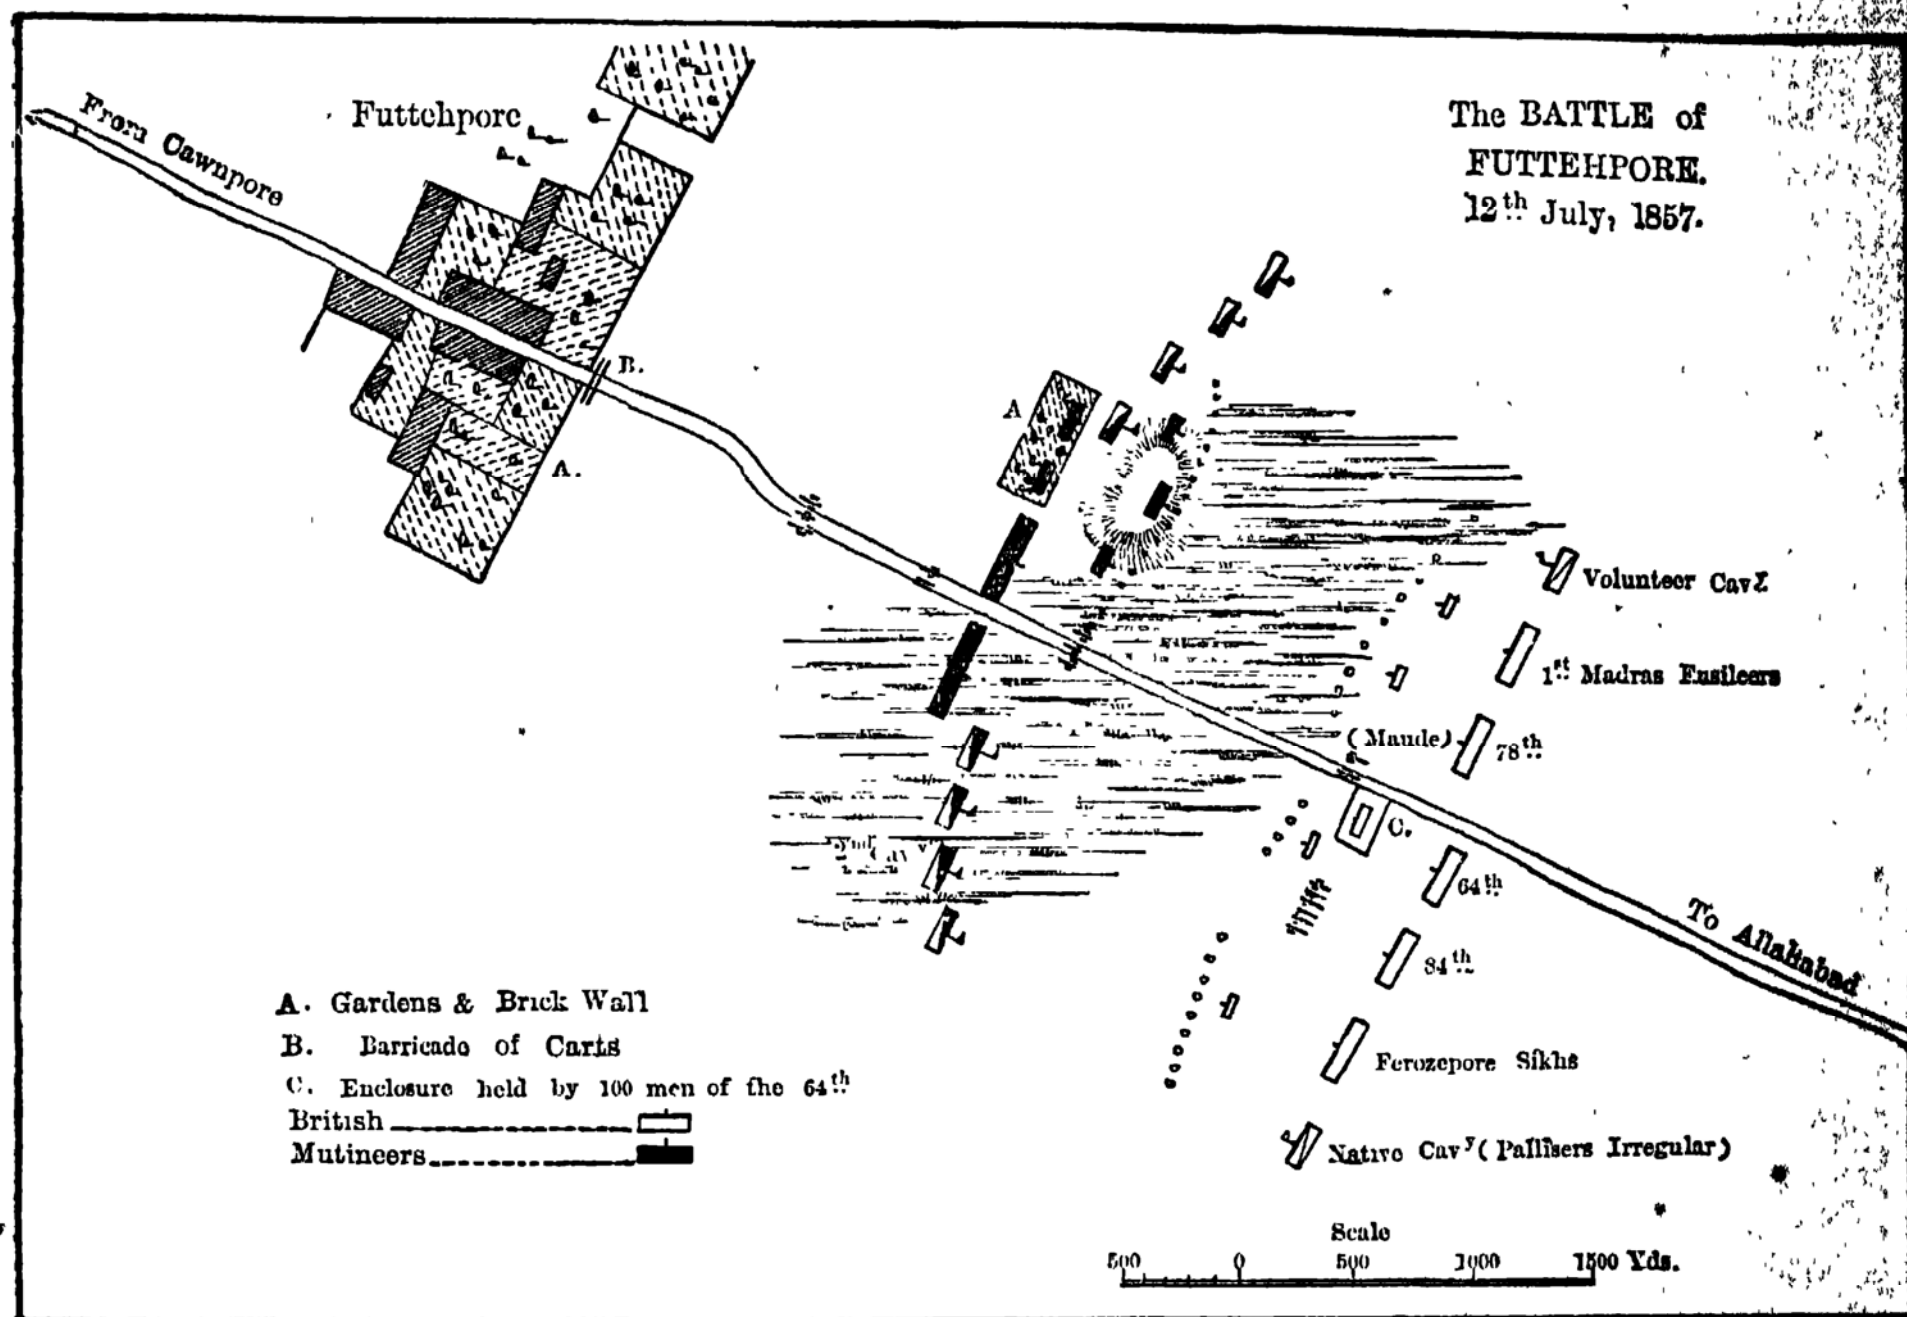 The BATTLE of
FUTTEHPORE.
12th July, 1857.
From Cawnpore
Futtehpore
B.
A
A.
Volunteer Cavy
1st Madras Fusileers
(Maude)
78th
C.
64th
To Allahabad
84th
2nd Cavy
Ferozepore Sikhs
Native Cavy (Pallisers Irregular)
A. Gardens & Brick Wall
B. Barricade of Carts
C. Enclosure held by 100 men of the 64th
British
Mutineers
Scale
500 0 500 1000 1500 Yds.